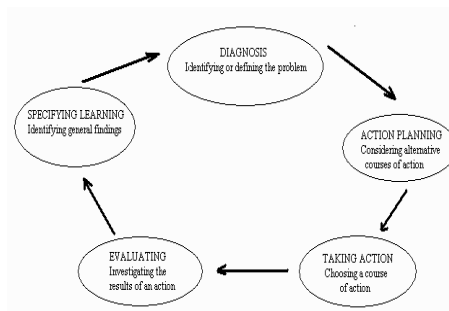 DIAGNOSIS
Identifying or defining the problem
ACTION PLANNING
Considering alternative
courses of action
TAKING ACTION
Choosing a course
of action
EVALUATING
Investigating the
results of an action
SPECIFYING LEARNING
Identifying general findings